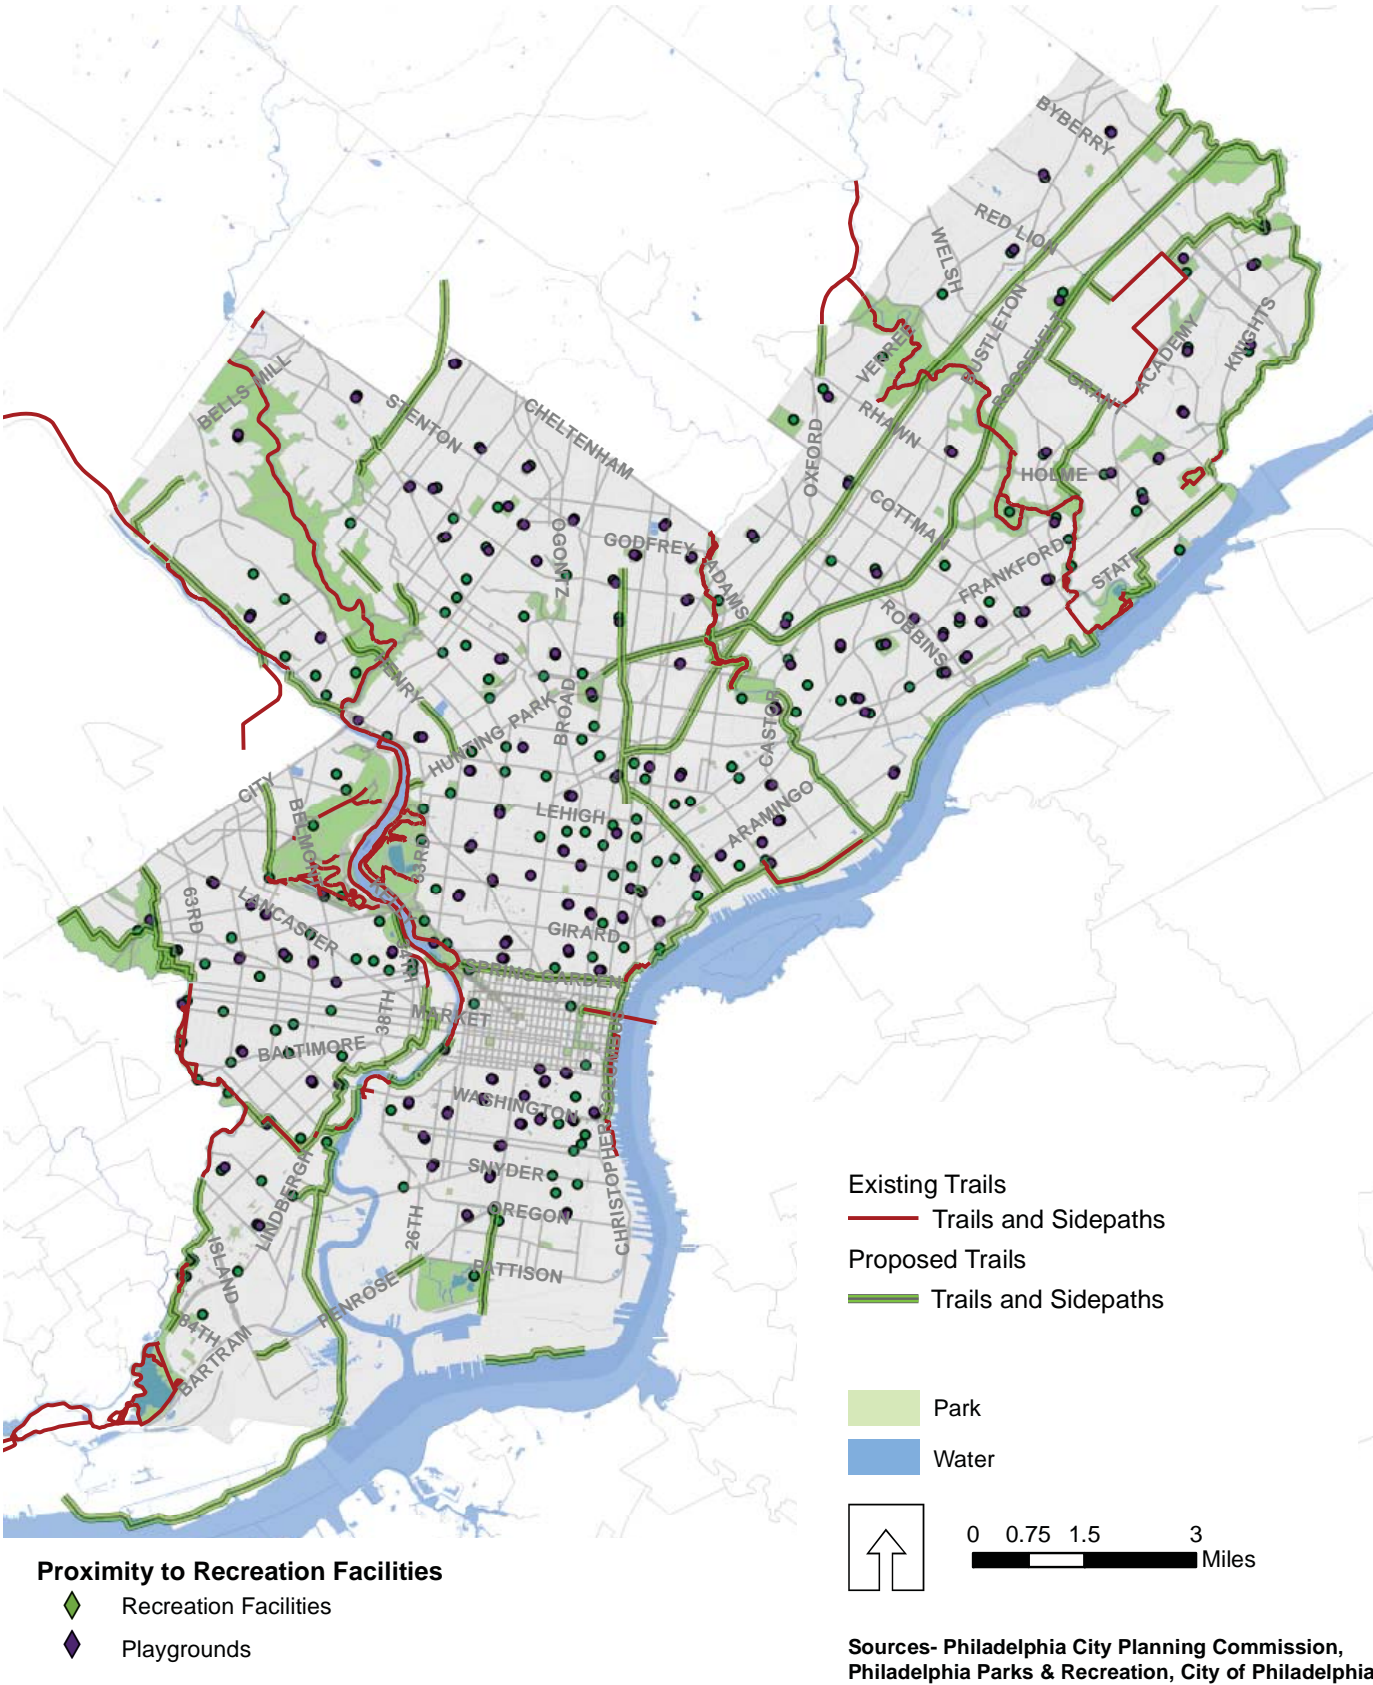 BYBERRY
RED LION
WELSH
BUSTLETON
ROOSEVELT
VERREE
KNIGHTS
ACADEMY
GRANT
BELLS MILL
STENTON
CHELTENHAM
OXFORD
RHAWN
HOLME
COTTMAN
OGONTZ
GODFREY
ADAMS
FRANKFORD
STATE
ROBBINS
HENRY
HUNTING PARK
BROAD
CASTOR
CITY
BELMONT
LEHIGH
33RD
ARAMINGO
63RD
LANCASTER
GIRARD
SPRING GARDEN
38TH
MARKET
BALTIMORE
WASHINGTON
CHRISTOPHER COLUMBUS
SNYDER
LINDBERGH
OREGON
26TH
ISLAND
PATTISON
PENROSE
84TH
BARTRAM
Existing Trails
Trails and Sidepaths
Proposed Trails
Trails and Sidepaths
Park
Water
0 0.75 1.5 3
Miles
Proximity to Recreation Facilities
Recreation Facilities
Playgrounds
Sources- Philadelphia City Planning Commission,
Philadelphia Parks & Recreation, City of Philadelphia